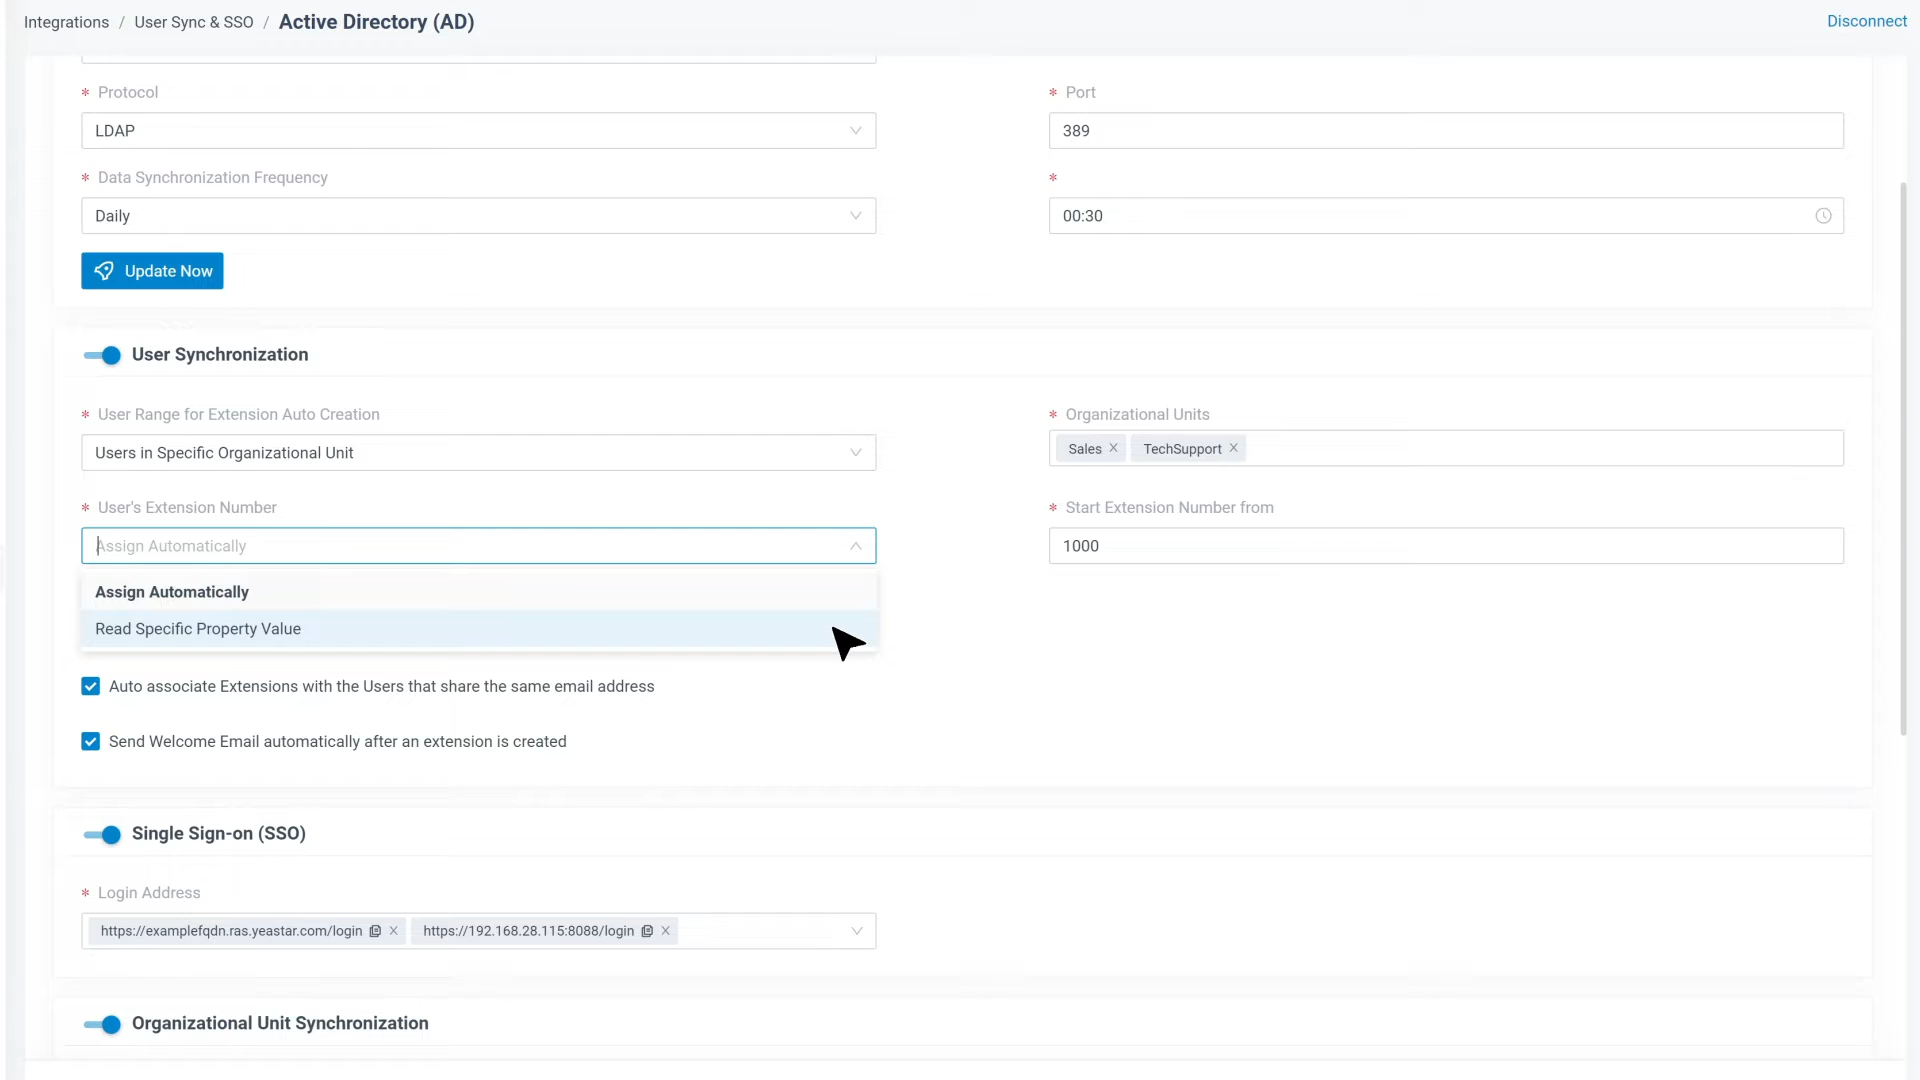 Integrations / User Sync & SSO / Active Directory (AD)
Disconnect
* Protocol
* Port
LDAP
389
* Data Synchronization Frequency
*
Daily
00:30
Update Now
User Synchronization
* User Range for Extension Auto Creation
* Organizational Units
Users in Specific Organizational Unit
Sales
TechSupport
* User's Extension Number
* Start Extension Number from
Assign Automatically
1000
Assign Automatically
Read Specific Property Value
Auto associate Extensions with the Users that share the same email address
Send Welcome Email automatically after an extension is created
Single Sign-on (SSO)
* Login Address
https://examplefqdn.ras.yeastar.com/login
https://192.168.28.115:8088/login
Organizational Unit Synchronization